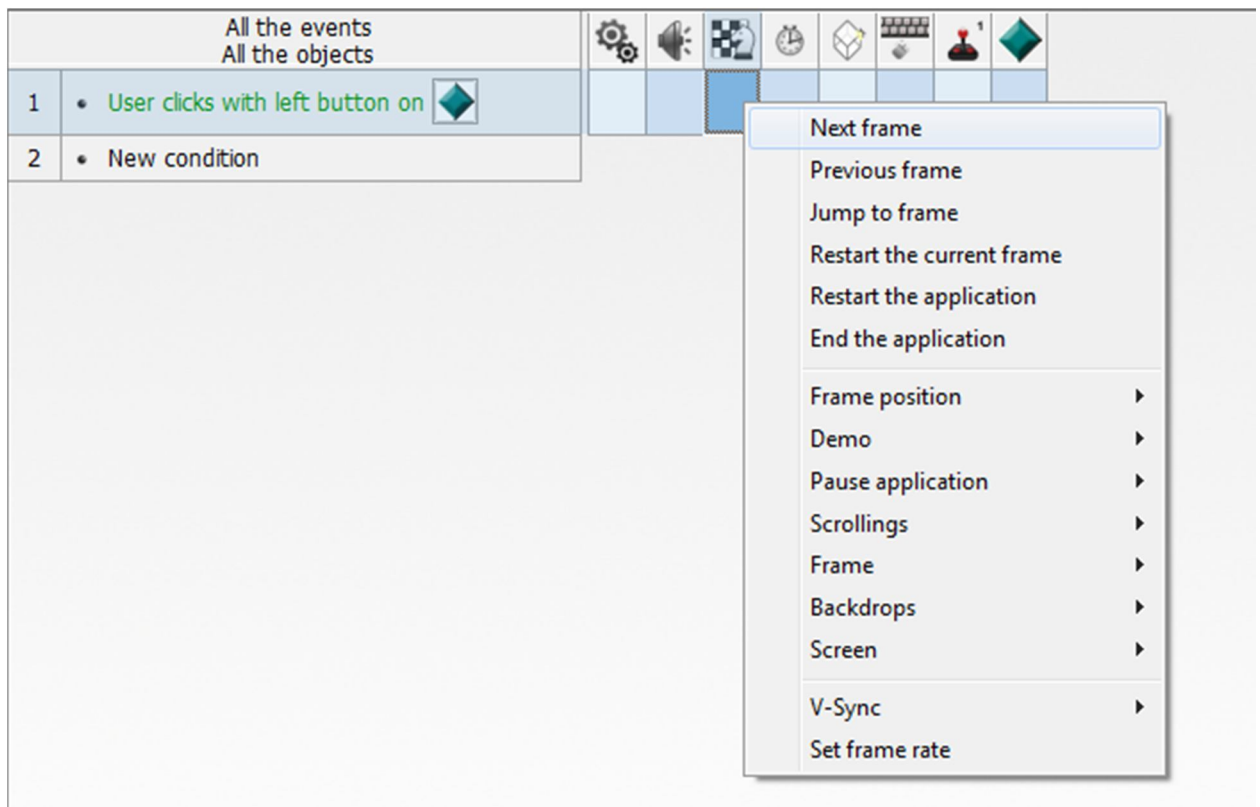 All the events
All the objects
1
1 • User clicks with left button on
2 • New condition
Next frame
Previous frame
Jump to frame
Restart the current frame
Restart the application
End the application
Frame position
Demo
Pause application
Scrollings
Frame
Backdrops
Screen
V-Sync
Set frame rate